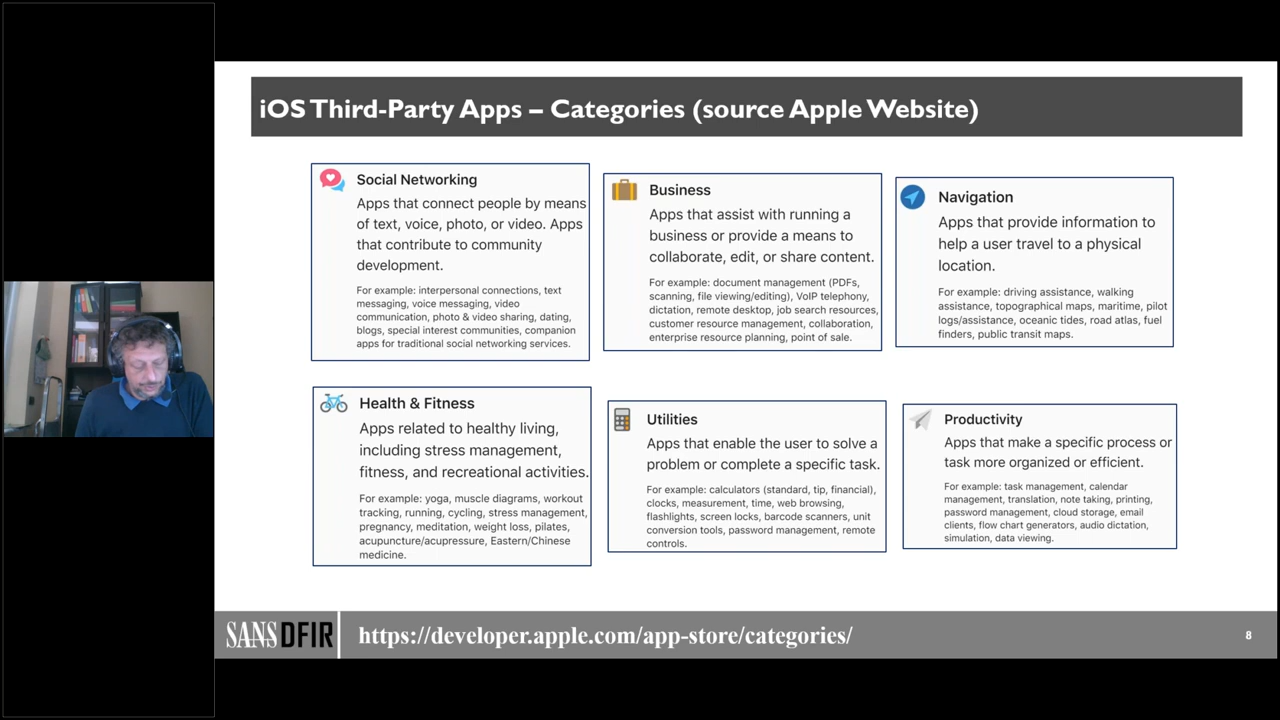 iOS Third-Party Apps – Categories (source Apple Website)
Social Networking
Apps that connect people by means
of text, voice, photo, or video. Apps
that contribute to community
development.
For example: interpersonal connections, text
messaging, voice messaging, video
communication, photo & video sharing, dating,
blogs, special interest communities, companion
apps for traditional social networking services.
Business
Apps that assist with running a
business or provide a means to
collaborate, edit, or share content.
For example: document management (PDFs,
scanning, file viewing/editing), VoIP telephony,
dictation, remote desktop, job search resources,
customer resource management, collaboration,
enterprise resource planning, point of sale.
Navigation
Apps that provide information to
help a user travel to a physical
location.
For example: driving assistance, walking
assistance, topographical maps, maritime, pilot
logs/assistance, oceanic tides, road atlas, fuel
finders, public transit maps.
Health & Fitness
Apps related to healthy living,
including stress management,
fitness, and recreational activities.
For example: yoga, muscle diagrams, workout
tracking, running, cycling, stress management,
pregnancy, meditation, weight loss, pilates,
acupuncture/acupressure, Eastern/Chinese
medicine.
Utilities
Apps that enable the user to solve a
problem or complete a specific task.
For example: calculators (standard, tip, financial),
clocks, measurement, time, web browsing,
flashlights, screen locks, barcode scanners, unit
conversion tools, password management, remote
controls.
Productivity
Apps that make a specific process or
task more organized or efficient.
For example: task management, calendar
management, translation, note taking, printing,
password management, cloud storage, email
clients, flow chart generators, audio dictation,
simulation, data viewing.
SANS DFIR
https://developer.apple.com/app-store/categories/
8